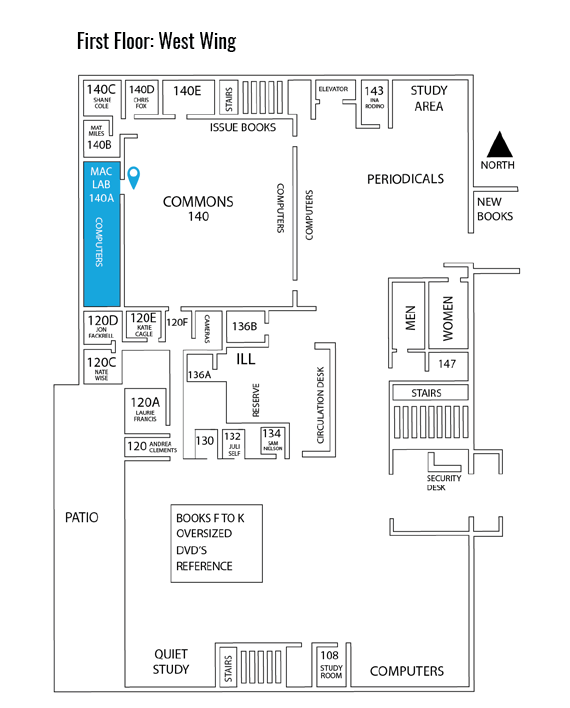 First Floor: West Wing
140C
SHANE
COLE
140D
CHRIS
FOX
140E
STAIRS
ELEVATOR
143
INA
RODINO
STUDY
AREA
ISSUE BOOKS
MAT
MILES
140B
NORTH
MAC
LAB
140A
COMPUTERS
COMMONS
140
COMPUTERS
COMPUTERS
PERIODICALS
NEW
BOOKS
120D
JON
FACKRELL
120E
KATIE
CAGLE
120F
CAMERAS
136B
MEN
WOMEN
120C
NATE
WISE
136A
ILL
147
RESERVE
CIRCULATION DESK
STAIRS
120A
LAURIE
FRANCIS
120 ANDREA
CLEMENTS
130
132
JULI
SELF
134
SAM
NIELSON
SECURITY
DESK
PATIO
BOOKS F TO K
OVERSIZED
DVD'S
REFERENCE
QUIET
STUDY
STAIRS
108
STUDY
ROOM
COMPUTERS